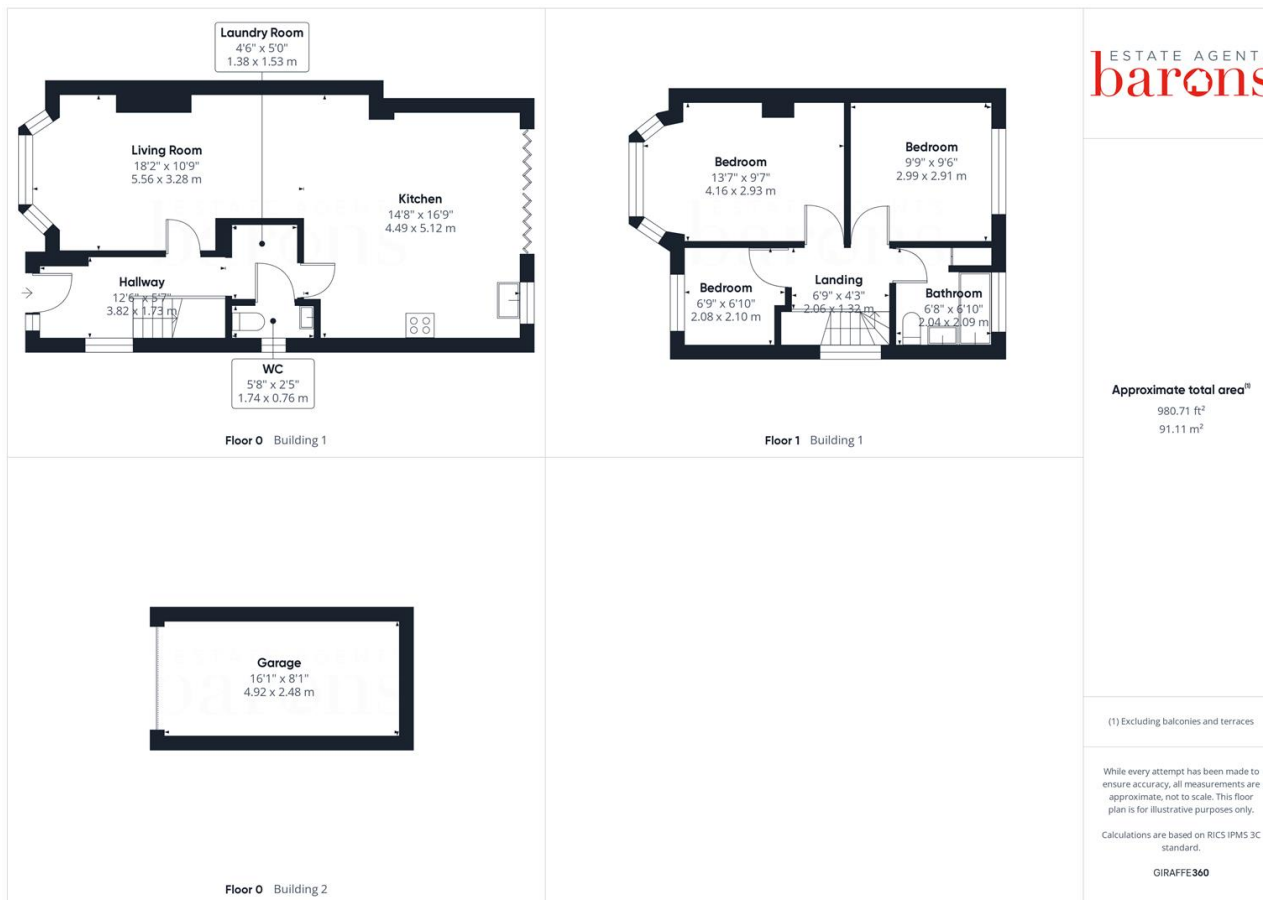 Laundry Room
4'6" x 5'0"
1.38 x 1.53 m
Living Room
18'2" x 10'9"
5.56 x 3.28 m
Kitchen
14'8" x 16'9"
4.49 x 5.12 m
Hallway
12'6" x 5'7"
3.82 x 1.73 m
WC
5'8" x 2'5"
1.74 x 0.76 m
Floor 0 Building 1
Bedroom
13'7" x 9'7"
4.16 x 2.93 m
Bedroom
9'9" x 9'6"
2.99 x 2.91 m
Bedroom
6'9" x 6'10"
2.08 x 2.10 m
Landing
6'9" x 4'3"
2.06 x 1.32 m
Bathroom
6'8" x 6'10"
2.04 x 2.09 m
Floor 1 Building 1
Garage
16'1" x 8'1"
4.92 x 2.48 m
Floor 0 Building 2
ESTATE AGENT
barons
Approximate total area(1)
980.71 ft²
91.11 m²
(1) Excluding balconies and terraces
While every attempt has been made to
ensure accuracy, all measurements are
approximate, not to scale. This floor
plan is for illustrative purposes only.
Calculations are based on RICS IPMS 3C
standard.
GIRAFFE360